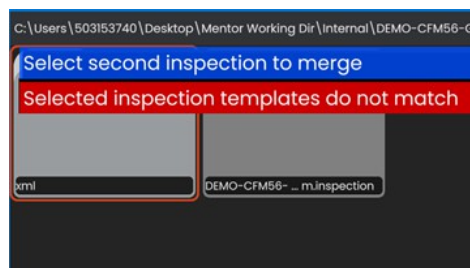 C:\Users\503153740\Desktop\Mentor Working Dir\Internal\DEMO-CFM56-
Select second inspection to merge
Selected inspection templates do not match
xml
DEMO-CFM56- ... m.inspection